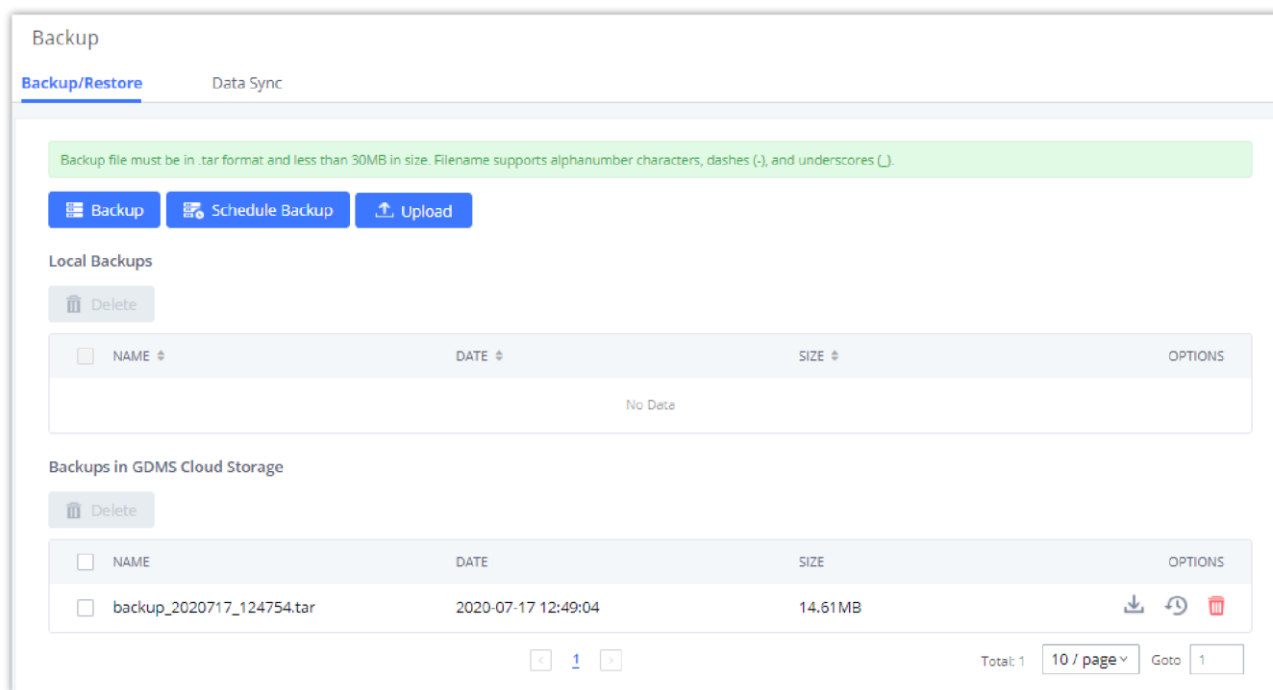 Backup
Backup/Restore Data Sync
Backup file must be in .tar format and less than 30MB in size. Filename supports alphanumber characters, dashes (-), and underscores (_).
Backup Schedule Backup Upload
Local Backups
Delete
NAME DATE SIZE OPTIONS
No Data
Backups in GDMS Cloud Storage
Delete
NAME DATE SIZE OPTIONS
backup_2020717_124754.tar 2020-07-17 12:49:04 14.61MB
< 1 > Total: 1 10 / page Goto 1